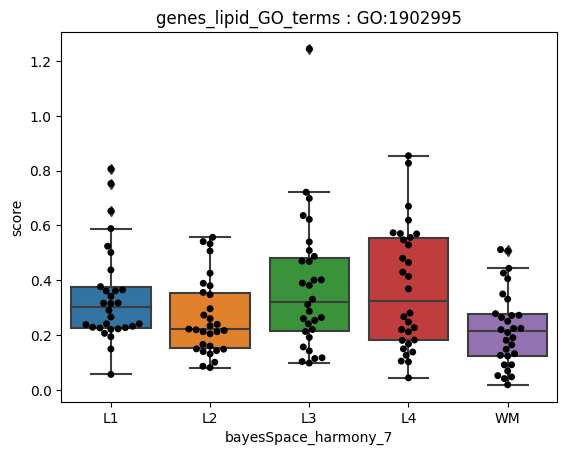 genes_lipid_GO_terms : GO:1902995
1.2
1.0
0.8
0.6
0.4
0.2
0.0
score
L1 L2 L3 L4 WM
bayesSpace_harmony_7